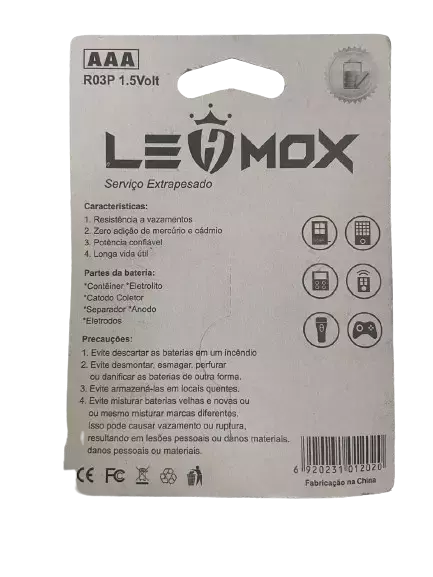 AAA
R03P 1.5Volt
LEHMOX
Serviço Extrapesado
Características:
1. Resistência a vazamentos
2. Zero adição de mercúrio e cádmio
3. Potência confiável
4. Longa vida útil
Partes da bateria:
*Contêiner *Eletrolito
*Catodo Coletor
*Separador *Anodo
*Eletrodos
Precauções:
1. Evite descartar as baterias em um incêndio
2. Evite desmontar, esmagar, perfurar
ou danificar as baterias de outra forma.
3. Evite armazená-las em locais quentes.
4. Evite misturar baterias velhas e novas ou
ou mesmo misturar marcas diferentes.
Isso pode causar vazamento ou ruptura,
resultando em lesões pessoais ou danos materiais.
danos pessoais ou materiais.
CE FC
6 920231 012020
Fabricação na China